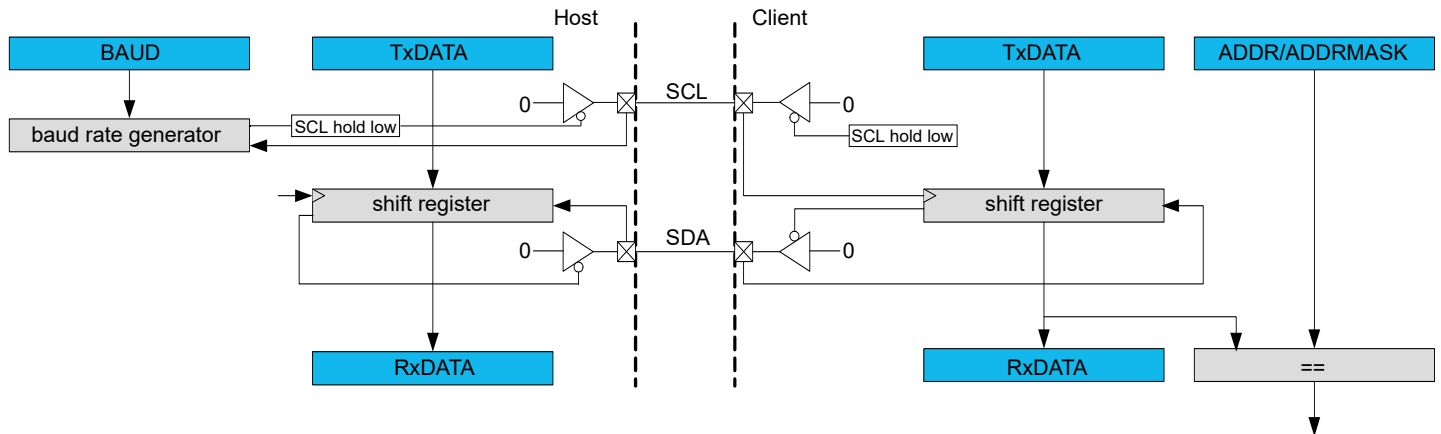 Host
Client
BAUD
TxDATA
TxDATA
ADDR/ADDRMASK
SCL
0
0
baud rate generator
SCL hold low
SCL hold low
shift register
shift register
SDA
0
0
RxDATA
RxDATA
==